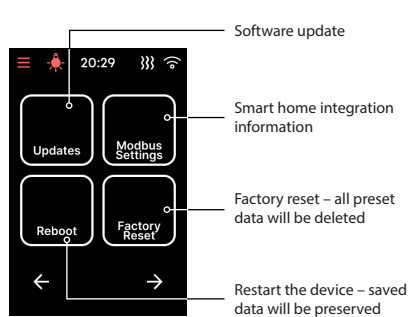 Software update
20:29
Updates
Modbus
Settings
Smart home integration
information
Reboot
Factory
Reset
Factory reset – all preset
data will be deleted
Restart the device – saved
data will be preserved